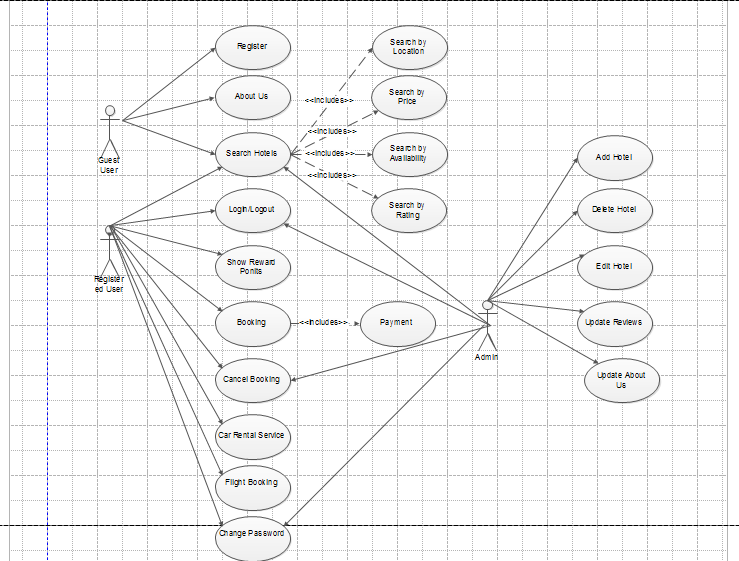 Register
Search by
Location
About Us
Search by
Price
<<Includes>>
<<Includes>>
Guest
User
Search Hotels
<<Includes>>
Search by
Availability
Add Hotel
<<Includes>>
Login/Logout
Search by
Rating
Delete Hotel
Register
ed User
Show Reward
Ponits
Edit Hotel
Booking
<<Includes>>
Payment
Update Reviews
Admin
Cancel Booking
Update About
Us
Car Rental Service
Flight Booking
Change Password